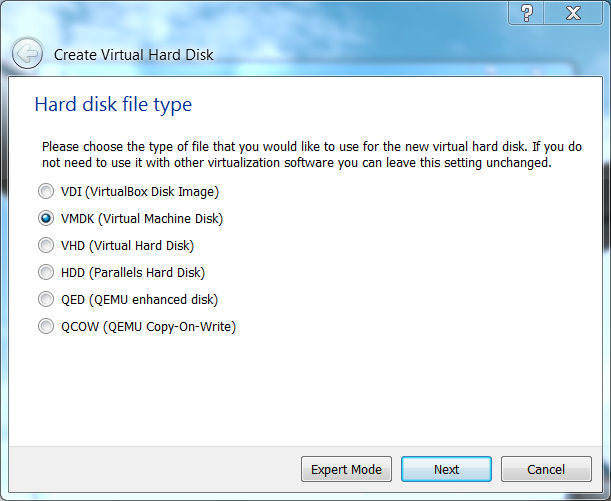 Create Virtual Hard Disk
Hard disk file type
Please choose the type of file that you would like to use for the new virtual hard disk. If you do
not need to use it with other virtualization software you can leave this setting unchanged.
VDI (VirtualBox Disk Image)
VMDK (Virtual Machine Disk)
VHD (Virtual Hard Disk)
HDD (Parallels Hard Disk)
QED (QEMU enhanced disk)
QCOW (QEMU Copy-On-Write)
Expert Mode
Next
Cancel